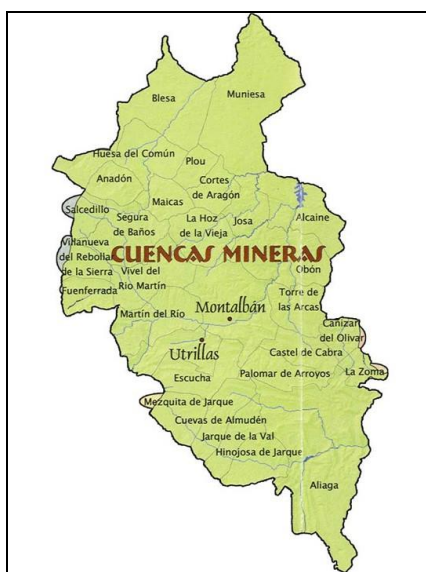 Blesa
Muniesa
Huesa del Común
Plou
Anadón
Cortes
de Aragón
Maicas
Salcedillo
Segura
de Baños
La Hoz
de la Vieja
Josa
Alcaine
Villanueva
del Rebolla
de la Sierra
CUENCAS MINERAS
Obón
Vivel del
Río Martín
Fuenferrada
Torre de
las Arcas
Montalbán
Martín del Río
Cañizar
del Olivar
Utrillas
Castel de Cabra
Escucha
Palomar de Arroyos
La Zoma
Mezquita de Jarque
Cuevas de Almudén
Jarque de la Val
Hinojosa de Jarque
Aliaga